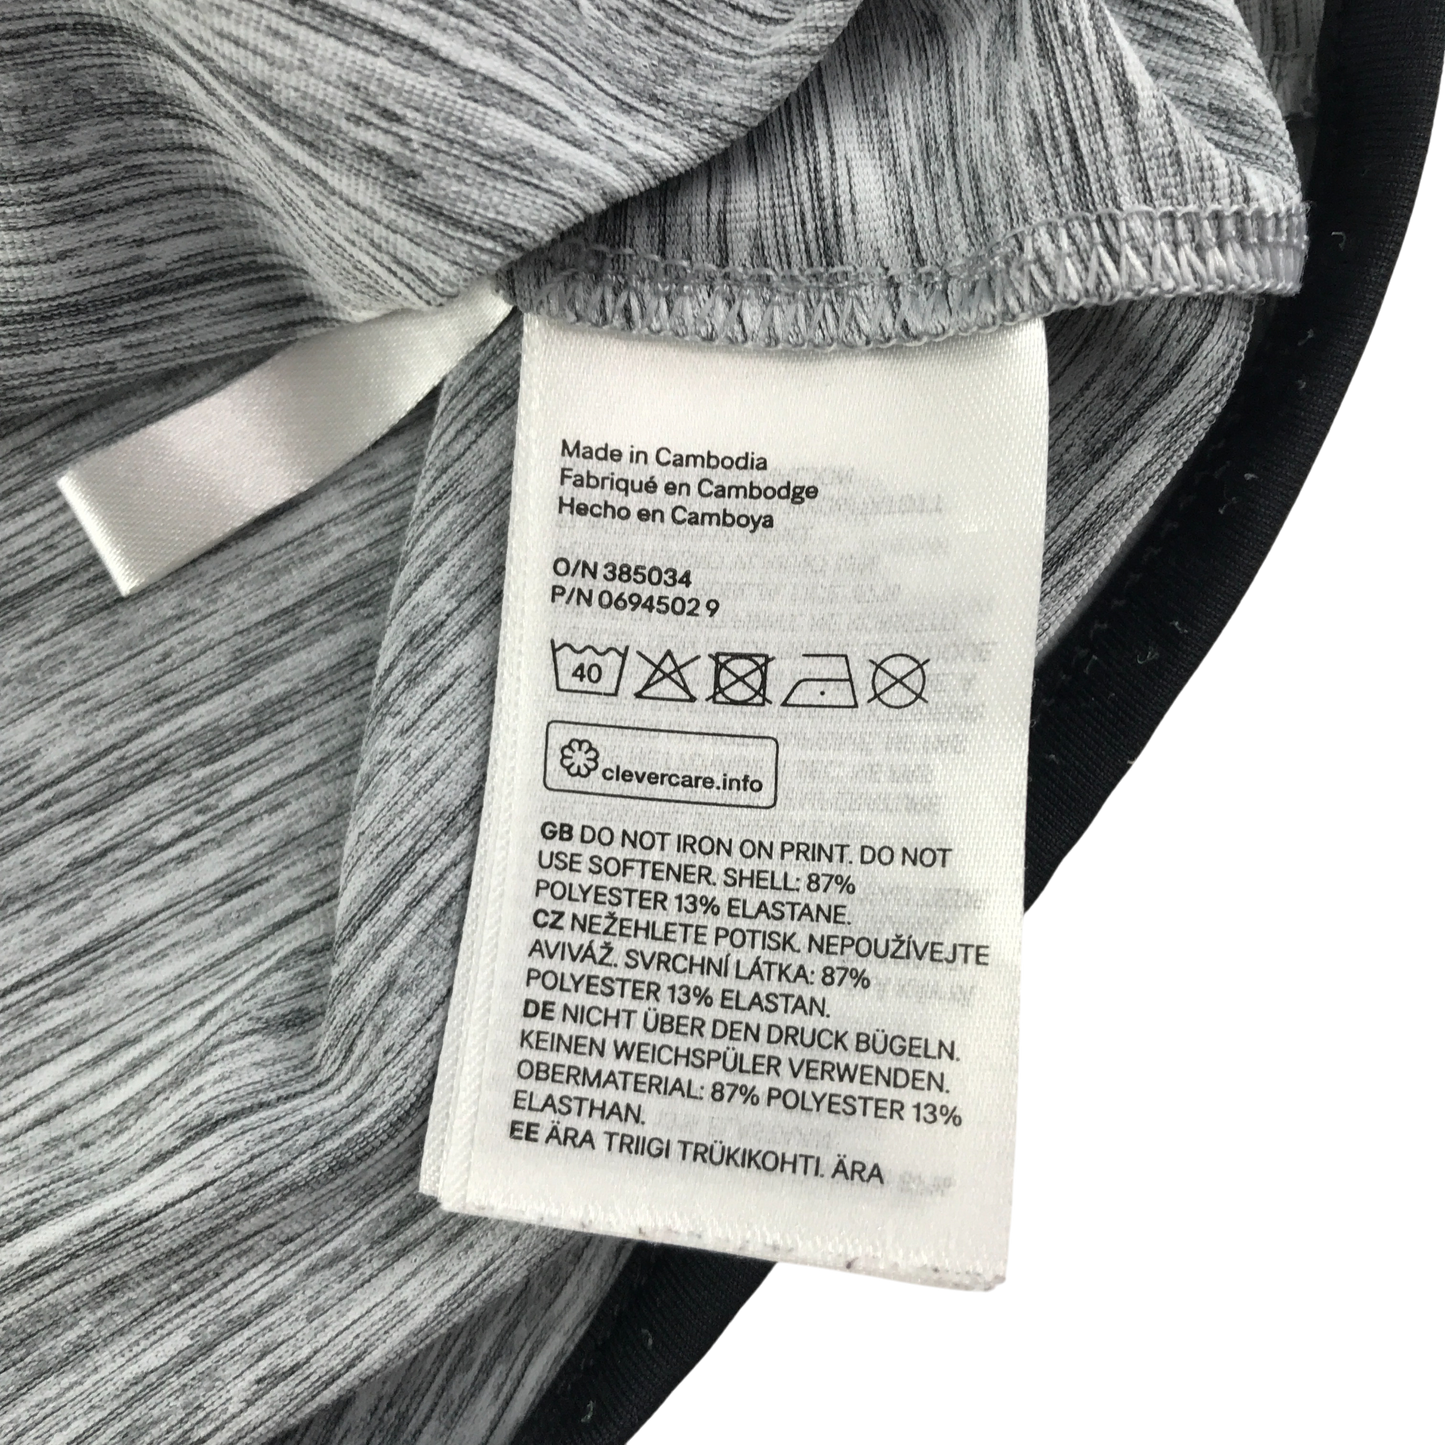 Made in Cambodia
Fabriqué en Cambodge
Hecho en Camboya
O/N 385034
P/N 0694502 9
40
clevercare.info
GB DO NOT IRON ON PRINT. DO NOT
USE SOFTENER. SHELL: 87%
POLYESTER 13% ELASTANE.
CZ NEŽEHLETE POTISK. NEPOUŽÍVEJTE
AVIVÁŽ. SVRCHNÍ LÁTKA: 87%
POLYESTER 13% ELASTAN.
DE NICHT ÜBER DEN DRUCK BÜGELN.
KEINEN WEICHSPÜLER VERWENDEN.
OBERMATERIAL: 87% POLYESTER 13%
ELASTHAN.
EE ÄRA TRIIGI TRÜKIKOHTI. ÄRA